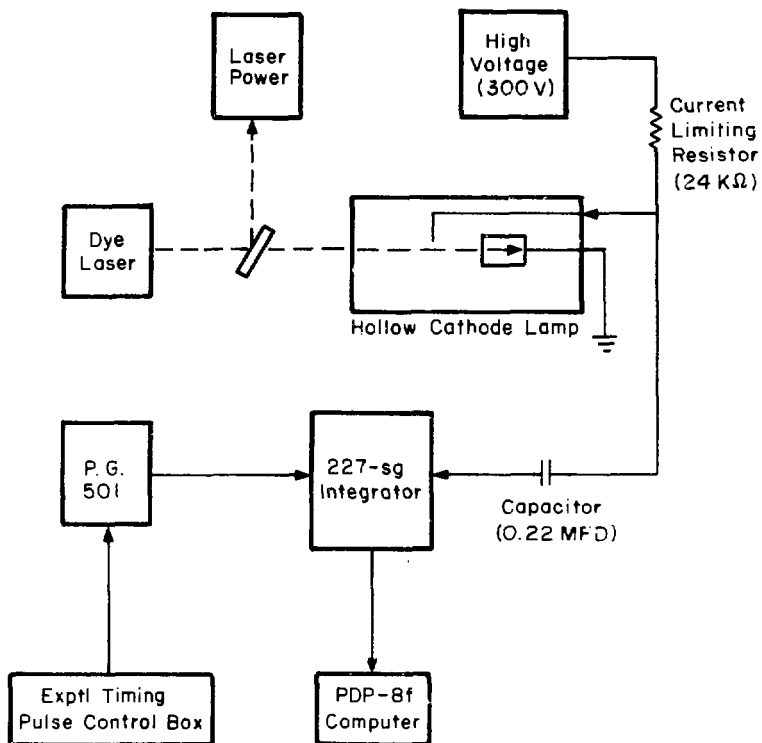 Laser
Power
High
Voltage
(300 V)
Current
Limiting
Resistor
(24 KΩ)
Dye
Laser
Hollow Cathode Lamp
P. G.
501
227-sg
Integrator
Capacitor
(0.22 MFD)
Exptl Timing
Pulse Control Box
PDP-8f
Computer